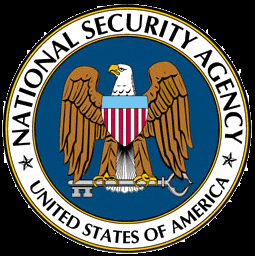 NATIONAL SECURITY AGENCY
UNITED STATES OF AMERICA